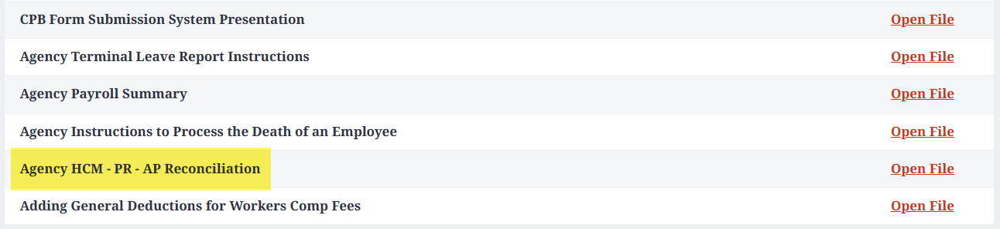 CPB Form Submission System Presentation Open File
Agency Terminal Leave Report Instructions Open File
Agency Payroll Summary Open File
Agency Instructions to Process the Death of an Employee Open File
Agency HCM - PR - AP Reconciliation Open File
Adding General Deductions for Workers Comp Fees Open File